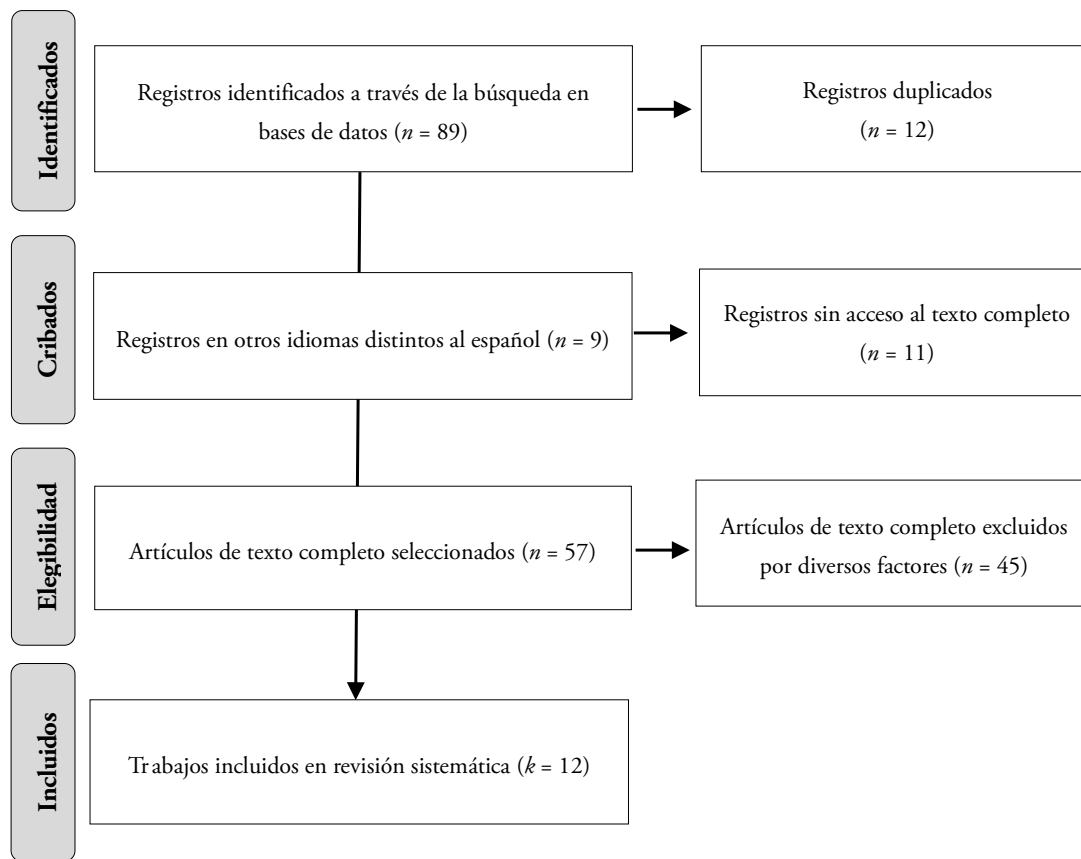 Identificados
Registros identificados a través de la búsqueda en
bases de datos (n = 89)
Registros duplicados
(n = 12)
Cribados
Registros en otros idiomas distintos al español (n = 9)
Registros sin acceso al texto completo
(n = 11)
Elegibilidad
Artículos de texto completo seleccionados (n = 57)
Artículos de texto completo excluidos
por diversos factores (n = 45)
Incluidos
Trabajos incluidos en revisión sistemática (k = 12)